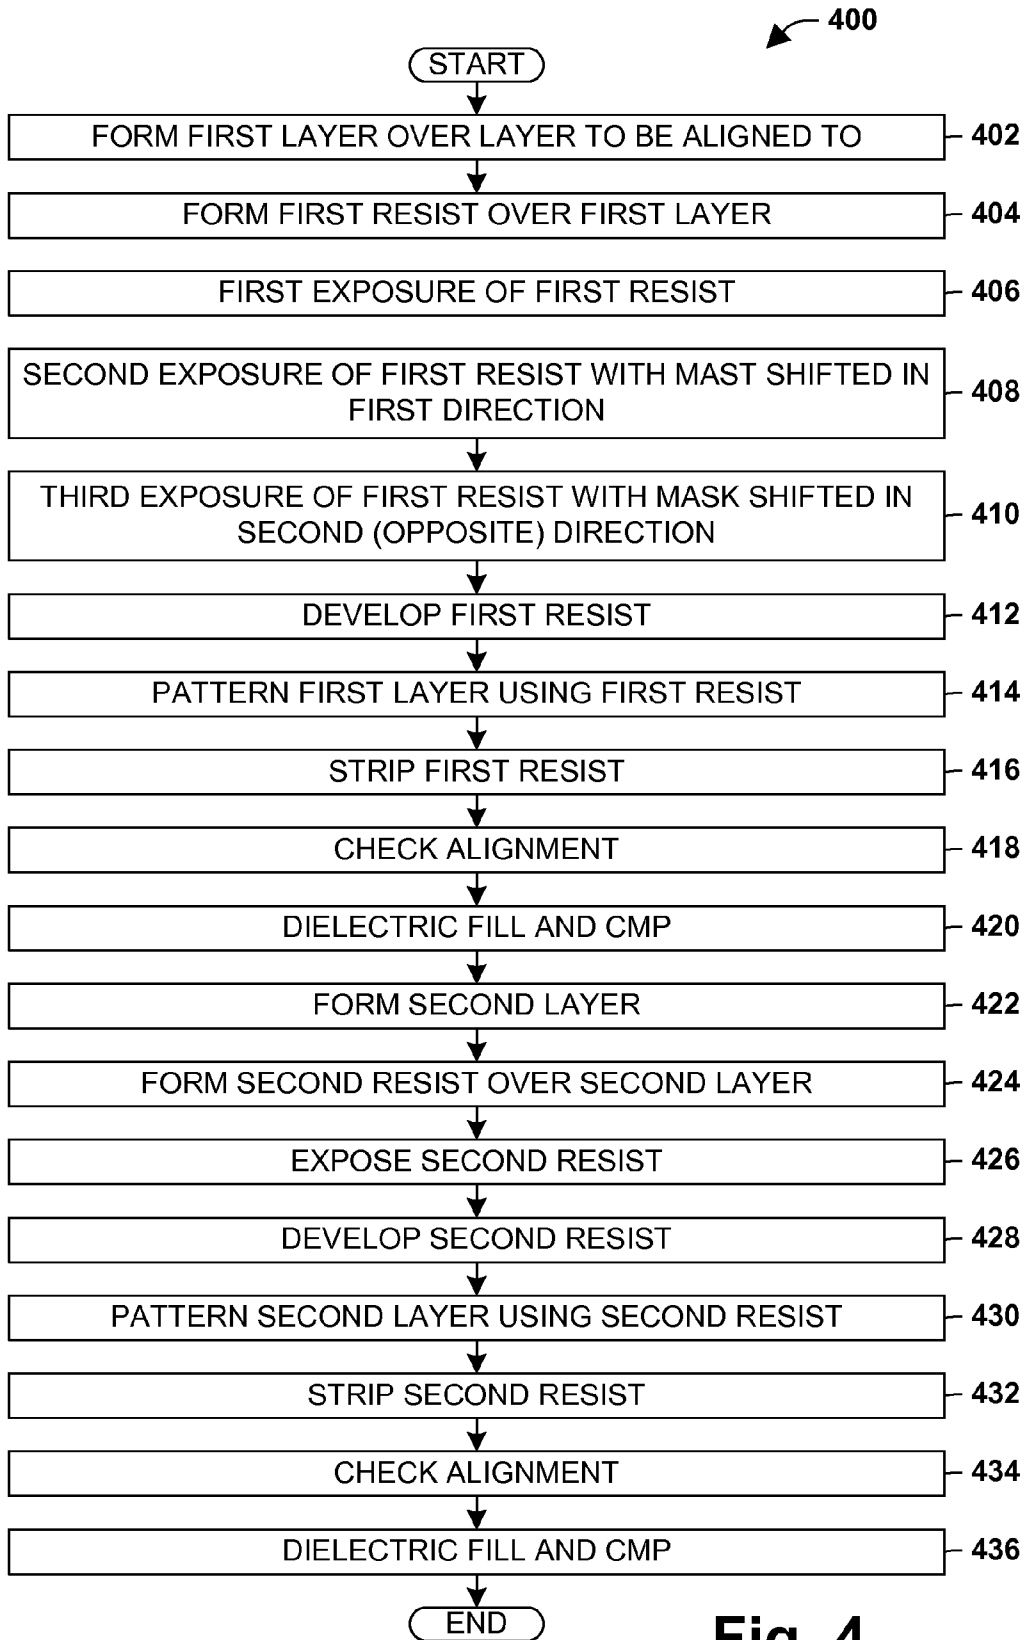 400
START
FORM FIRST LAYER OVER LAYER TO BE ALIGNED TO
402
FORM FIRST RESIST OVER FIRST LAYER
404
FIRST EXPOSURE OF FIRST RESIST
406
SECOND EXPOSURE OF FIRST RESIST WITH MAST SHIFTED IN
FIRST DIRECTION
408
THIRD EXPOSURE OF FIRST RESIST WITH MASK SHIFTED IN
SECOND (OPPOSITE) DIRECTION
410
DEVELOP FIRST RESIST
412
PATTERN FIRST LAYER USING FIRST RESIST
414
STRIP FIRST RESIST
416
CHECK ALIGNMENT
418
DIELECTRIC FILL AND CMP
420
FORM SECOND LAYER
422
FORM SECOND RESIST OVER SECOND LAYER
424
EXPOSE SECOND RESIST
426
DEVELOP SECOND RESIST
428
PATTERN SECOND LAYER USING SECOND RESIST
430
STRIP SECOND RESIST
432
CHECK ALIGNMENT
434
DIELECTRIC FILL AND CMP
436
END
Fig. 4